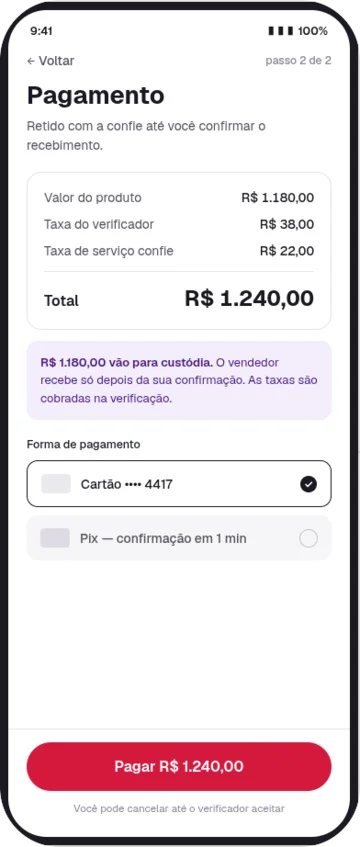 9:41
100%
← Voltar
passo 2 de 2
Pagamento
Retido com a confie até você confirmar o
recebimento.
Valor do produto R$ 1.180,00
Taxa do verificador R$ 38,00
Taxa de serviço confie R$ 22,00
Total R$ 1.240,00
R$ 1.180,00 vão para custódia. O vendedor
recebe só depois da sua confirmação. As taxas são
cobradas na verificação.
Forma de pagamento
Cartão •••• 4417
Pix — confirmação em 1 min
Pagar R$ 1.240,00
Você pode cancelar até o verificador aceitar